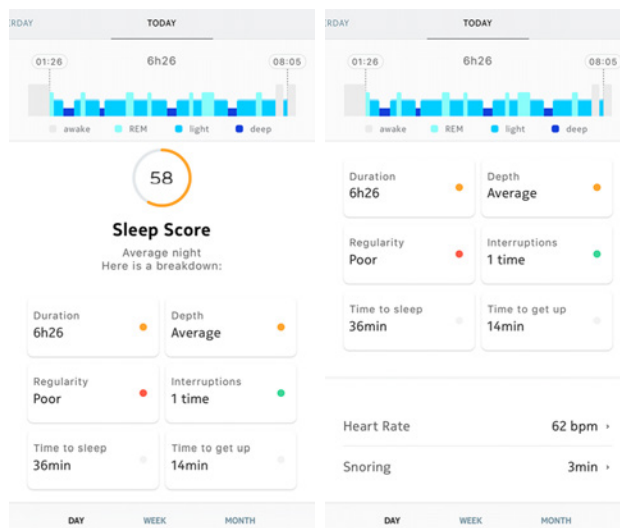 RDAY TODAY
01:26 6h26 08:05
awake REM light deep
58
Sleep Score
Average night
Here is a breakdown:
Duration Depth
6h26 Average
Regularity Interruptions
Poor 1 time
Time to sleep Time to get up
36min 14min
DAY WEEK MONTH
RDAY TODAY
01:26 6h26 08:05
awake REM light deep
Duration Depth
6h26 Average
Regularity Interruptions
Poor 1 time
Time to sleep Time to get up
36min 14min
Heart Rate 62 bpm ›
Snoring 3min ›
DAY WEEK MONTH